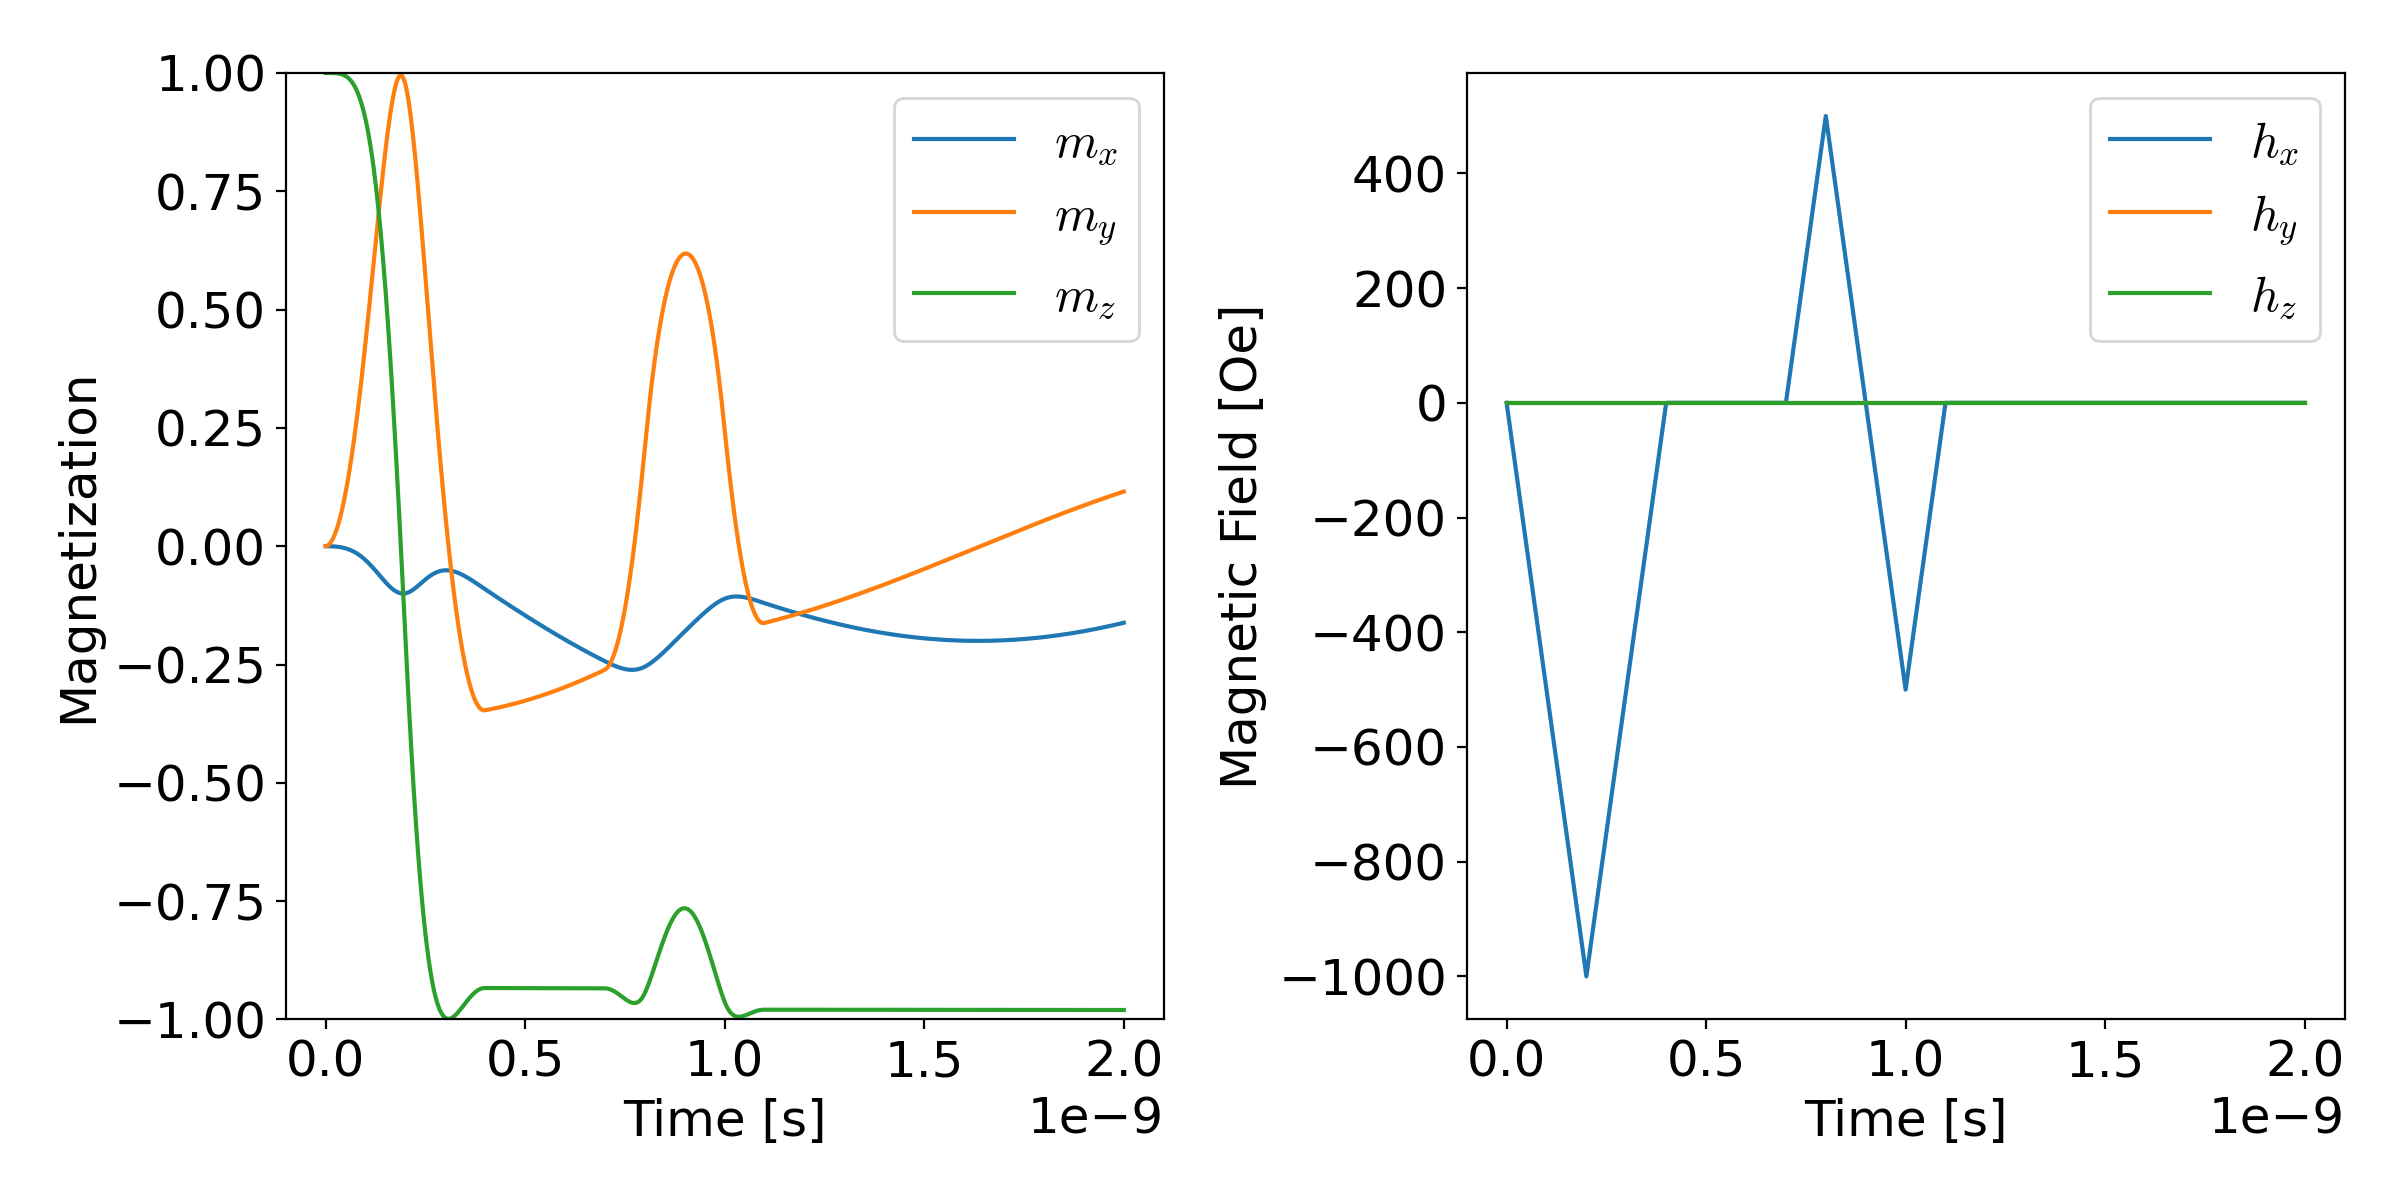 Magnetization
1.00
0.75
0.50
0.25
0.00
−0.25
−0.50
−0.75
−1.00
0.0 0.5 1.0 1.5 2.0
Time [s]
1e−9
m_x
m_y
m_z
Magnetic Field [Oe]
400
200
0
−200
−400
−600
−800
−1000
0.0 0.5 1.0 1.5 2.0
Time [s]
1e−9
h_x
h_y
h_z